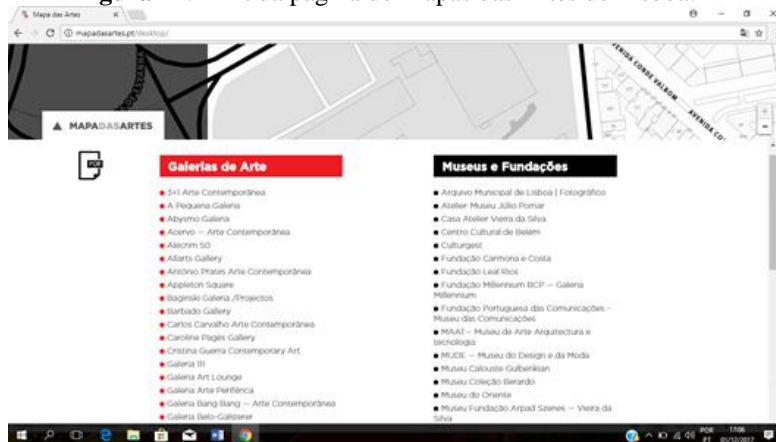 Mapa das Artes
mapadasartes.pt/desktop/
AVENIDA CONDE VALBOM
MAPADASARTES
PDF
Galerias de Arte
3+1 Arte Contemporânea
A Pequena Galeria
Abysmo Galeria
Acervo – Arte Contemporânea
Alecrim 50
Allarts Gallery
António Prates Arte Contemporânea
Appleton Square
Baginski Galeria /Projectos
Barbado Gallery
Carlos Carvalho Arte Contemporânea
Caroline Pagès Gallery
Cristina Guerra Contemporary Art
Galeria 111
Galeria Art Lounge
Galeria Arte Periférica
Galeria Bang Bang – Arte Contemporânea
Galeria Belo-Galsterer
Museus e Fundações
Arquivo Municipal de Lisboa | Fotográfico
Atelier-Museu Júlio Pomar
Casa Atelier Vieira da Silva
Centro Cultural de Belém
Culturgest
Fundação Carmona e Costa
Fundação Leal Rios
Fundação Millennium BCP – Galeria
Millennium
Fundação Portuguesa das Comunicações –
Museu das Comunicações
MAAT– Museu de Arte Arquitectura e
tecnologia
MUDE – Museu do Design e da Moda
Museu Calouste Gulbenkian
Museu Coleção Berardo
Museu do Oriente
Museu Fundação Arpad Szenes – Vieira da
Silva
POR
PT
17:06
01/12/2017